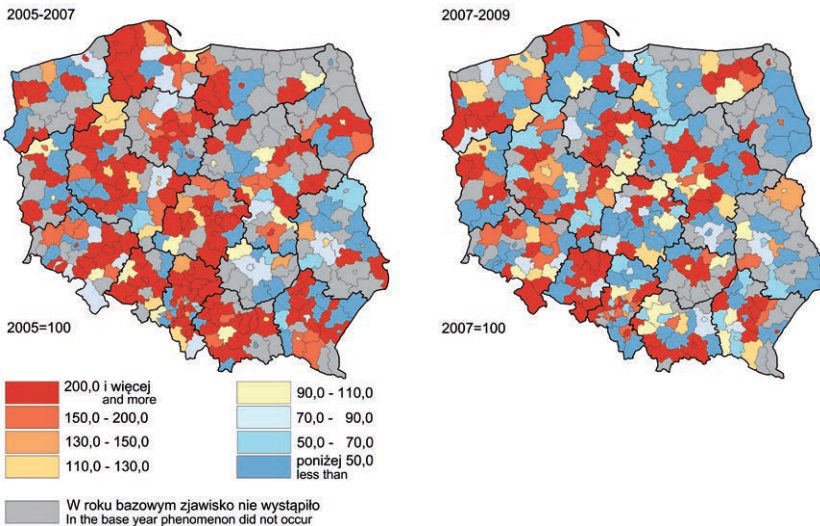 2005-2007
2007-2009
2005=100
2007=100
200,0 i więcej
and more
150,0 - 200,0
130,0 - 150,0
110,0 - 130,0
90,0 - 110,0
70,0 - 90,0
50,0 - 70,0
poniżej 50,0
less than
W roku bazowym zjawisko nie wystąpiło
In the base year phenomenon did not occur